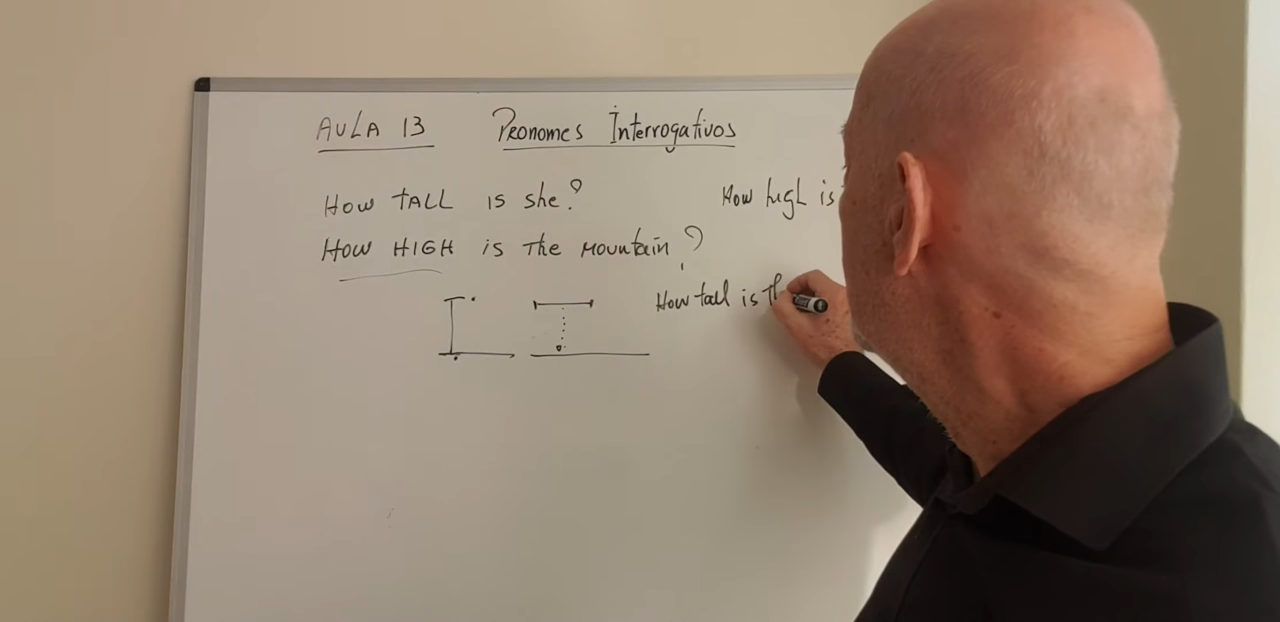 AULA 13 Pronomes Interrogativos
How TALL is she?
How high is
How HIGH is the mountain?
How tall is th